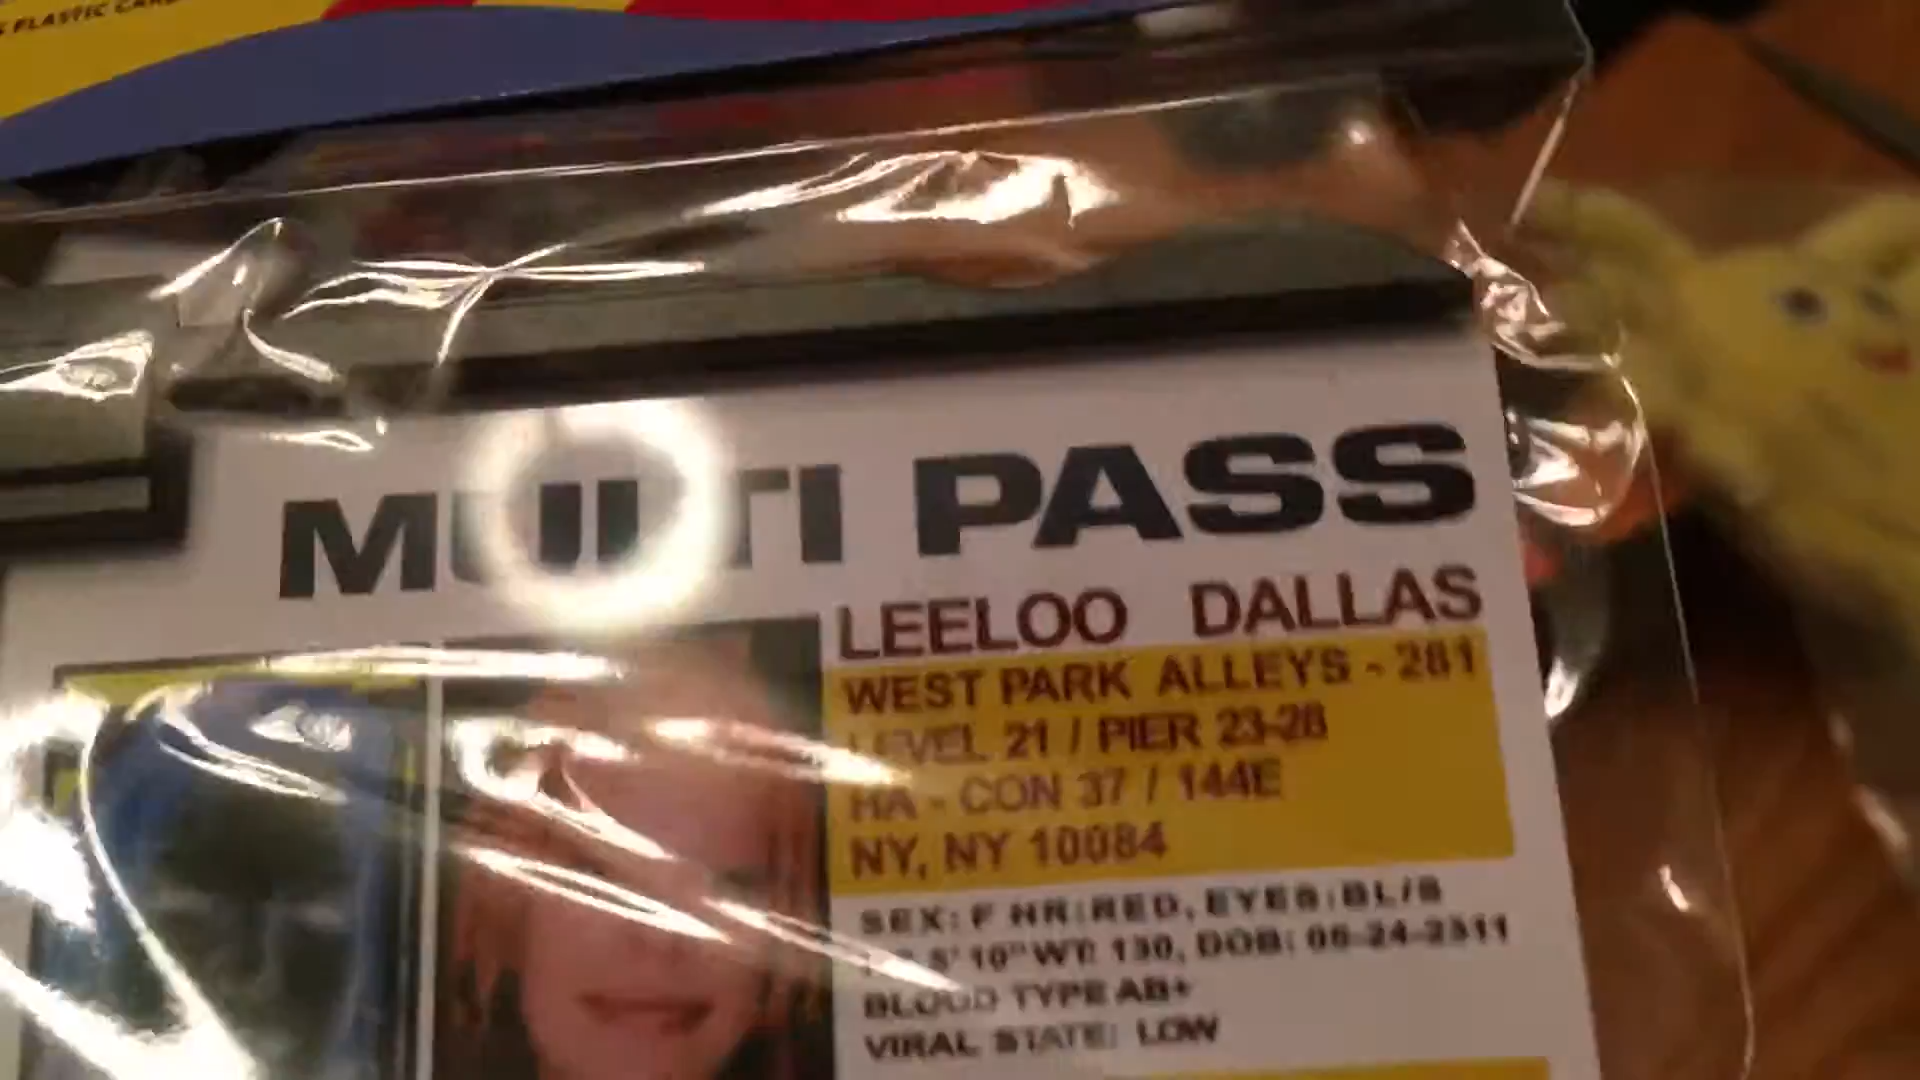 PLASTIC CARD
MULTI PASS
LEELOO DALLAS
WEST PARK ALLEYS - 281
LEVEL 21 / PIER 23-28
HA - CON 37 / 144E
NY, NY 10084
SEX: F HR:RED, EYES:BL/S
5'10" WT: 130, DOB: 06-24-2311
BLOOD TYPE AB+
VIRAL STATE: LOW